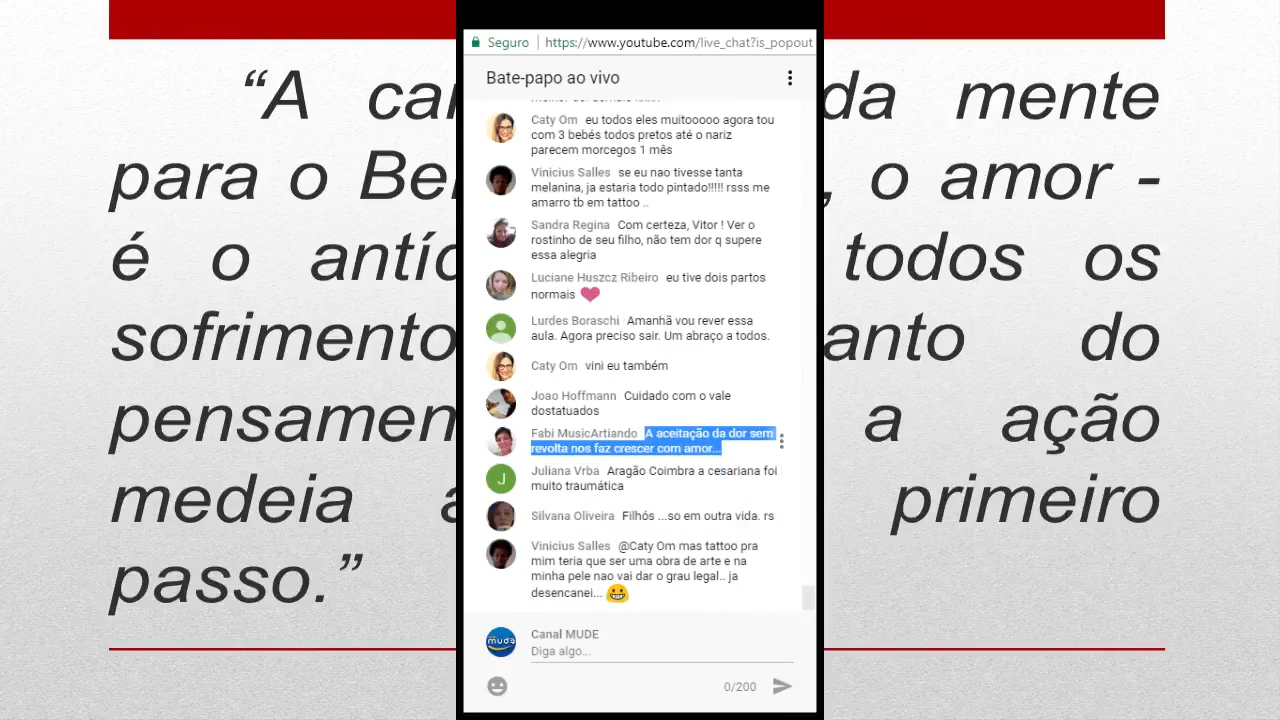 “A da mente
para o o amor -
é o todos os
do
a ação
medeia primeiro
passo.”
Seguro https://www.youtube.com/live_chat?is_popout
Bate-papo ao vivo
Caty Om eu todos eles muitooooo agora tou
com 3 bebés todos pretos até o nariz
parecem morcegos 1 mês
Vinicius Salles se eu nao tivesse tanta
melanina, ja estaria todo pintado!!!!! rsss me
amarro tb em tattoo ..
Sandra Regina Com certeza, Vitor ! Ver o
rostinho de seu filho, não tem dor q supere
essa alegria
Luciane Huszcz Ribeiro eu tive dois partos
normais
Lurdes Boraschi Amanhã vou rever essa
aula. Agora preciso sair. Um abraço a todos.
Caty Om vini eu também
Joao Hoffmann Cuidado com o vale
dostatuados
Fabi MusicArtiando A aceitação da dor sem
revolta nos faz crescer com amor...
Juliana Vrba Aragão Coimbra a cesariana foi
muito traumática
Silvana Oliveira Filhós ...so em outra vida. rs
Vinicius Salles @Caty Om mas tattoo pra
mim teria que ser uma obra de arte e na
minha pele nao vai dar o grau legal.. ja
desencanei...
Canal MUDE
Diga algo...
0/200
J
muda